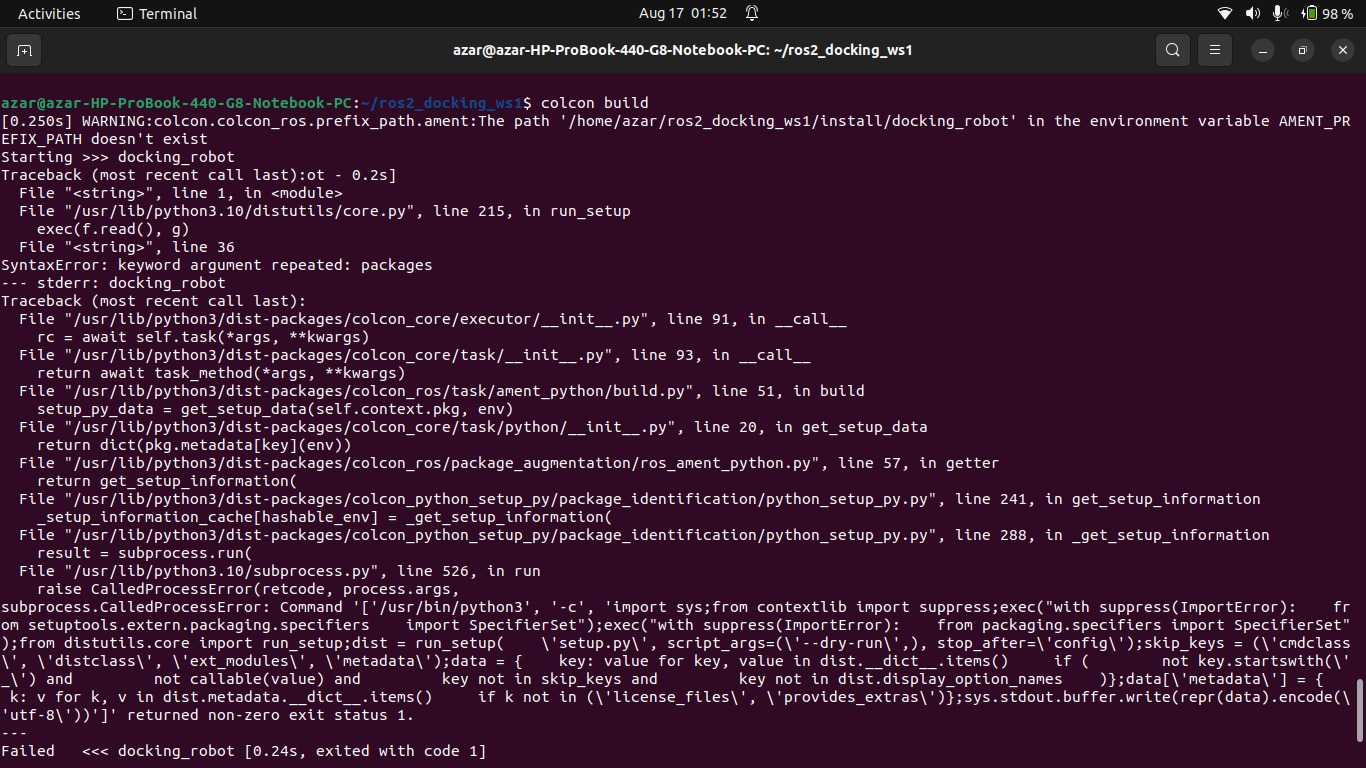 Activities
Terminal
Aug 17 01:52
98 %
azar@azar-HP-ProBook-440-G8-Notebook-PC: ~/ros2_docking_ws1
azar@azar-HP-ProBook-440-G8-Notebook-PC:~/ros2_docking_ws1$ colcon build
[0.250s] WARNING:colcon.colcon_ros.prefix_path.ament:The path '/home/azar/ros2_docking_ws1/install/docking_robot' in the environment variable AMENT_PR
EFIX_PATH doesn't exist
Starting >>> docking_robot
Traceback (most recent call last):ot - 0.2s]
  File "<string>", line 1, in <module>
  File "/usr/lib/python3.10/distutils/core.py", line 215, in run_setup
    exec(f.read(), g)
  File "<string>", line 36
SyntaxError: keyword argument repeated: packages
--- stderr: docking_robot
Traceback (most recent call last):
  File "/usr/lib/python3/dist-packages/colcon_core/executor/__init__.py", line 91, in __call__
    rc = await self.task(*args, **kwargs)
  File "/usr/lib/python3/dist-packages/colcon_core/task/__init__.py", line 93, in __call__
    return await task_method(*args, **kwargs)
  File "/usr/lib/python3/dist-packages/colcon_ros/task/ament_python/build.py", line 51, in build
    setup_py_data = get_setup_data(self.context.pkg, env)
  File "/usr/lib/python3/dist-packages/colcon_core/task/python/__init__.py", line 20, in get_setup_data
    return dict(pkg.metadata[key](env))
  File "/usr/lib/python3/dist-packages/colcon_ros/package_augmentation/ros_ament_python.py", line 57, in getter
    return get_setup_information(
  File "/usr/lib/python3/dist-packages/colcon_python_setup_py/package_identification/python_setup_py.py", line 241, in get_setup_information
    _setup_information_cache[hashable_env] = _get_setup_information(
  File "/usr/lib/python3/dist-packages/colcon_python_setup_py/package_identification/python_setup_py.py", line 288, in _get_setup_information
    result = subprocess.run(
  File "/usr/lib/python3.10/subprocess.py", line 526, in run
    raise CalledProcessError(retcode, process.args,
subprocess.CalledProcessError: Command '['/usr/bin/python3', '-c', 'import sys;from contextlib import suppress;exec("with suppress(ImportError):    fr
om setuptools.extern.packaging.specifiers    import SpecifierSet");exec("with suppress(ImportError):    from packaging.specifiers import SpecifierSet"
);from distutils.core import run_setup;dist = run_setup(    \'setup.py\', script_args=(\'--dry-run\',), stop_after=\'config\');skip_keys = (\'cmdclass
\', \'distclass\', \'ext_modules\', \'metadata\');data = {    key: value for key, value in dist.__dict__.items()     if (        not key.startswith(\'
_\') and         not callable(value) and         key not in skip_keys and         key not in dist.display_option_names    )};data[\'metadata\'] = {   
 k: v for k, v in dist.metadata.__dict__.items()     if k not in (\'license_files\', \'provides_extras\')};sys.stdout.buffer.write(repr(data).encode(\
'utf-8\'))']' returned non-zero exit status 1.
---
Failed   <<< docking_robot [0.24s, exited with code 1]